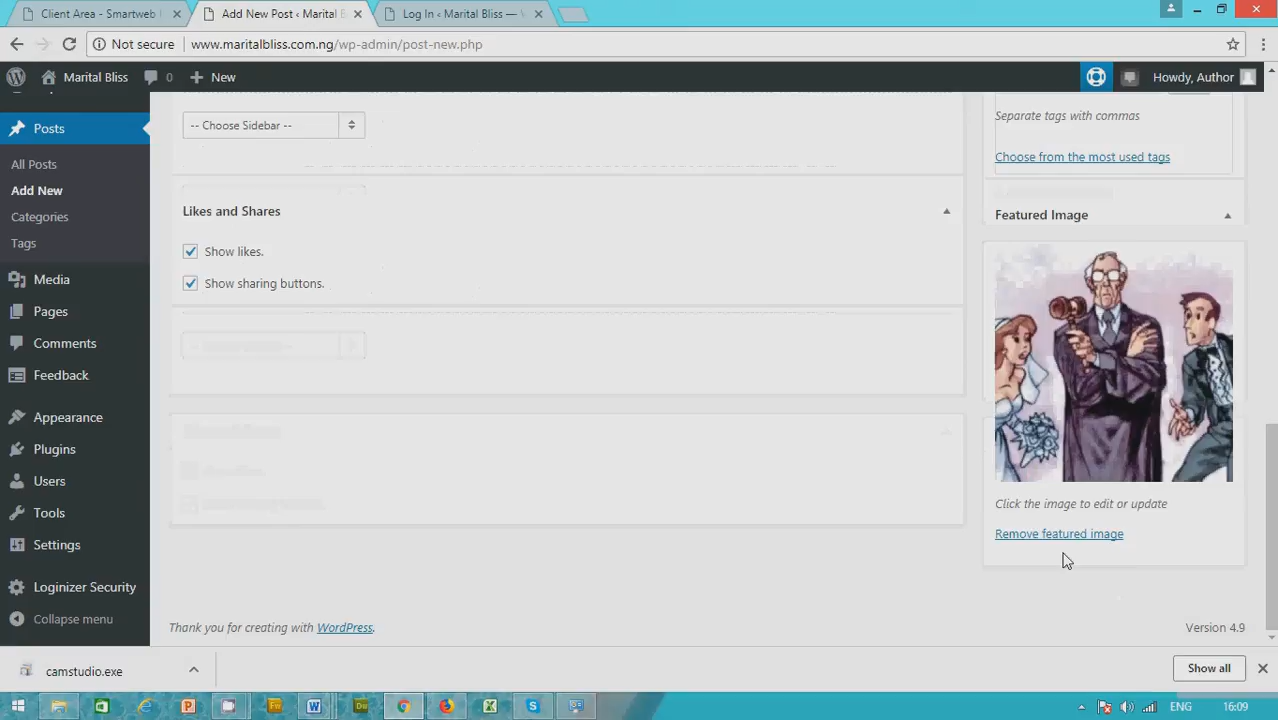 Client Area - Smartweb
Add New Post ‹ Marital B
Log In ‹ Marital Bliss —
Not secure
www.maritalbliss.com.ng/wp-admin/post-new.php
Marital Bliss
0
New
Howdy, Author
Posts
All Posts
Add New
Categories
Tags
Media
Pages
Comments
Feedback
Appearance
Plugins
Users
Tools
Settings
Loginizer Security
Collapse menu
-- Choose Sidebar --
Likes and Shares
Show likes.
Show sharing buttons.
Separate tags with commas
Choose from the most used tags
Featured Image
Click the image to edit or update
Remove featured image
Thank you for creating with WordPress.
Version 4.9
camstudio.exe
Show all
ENG
16:09